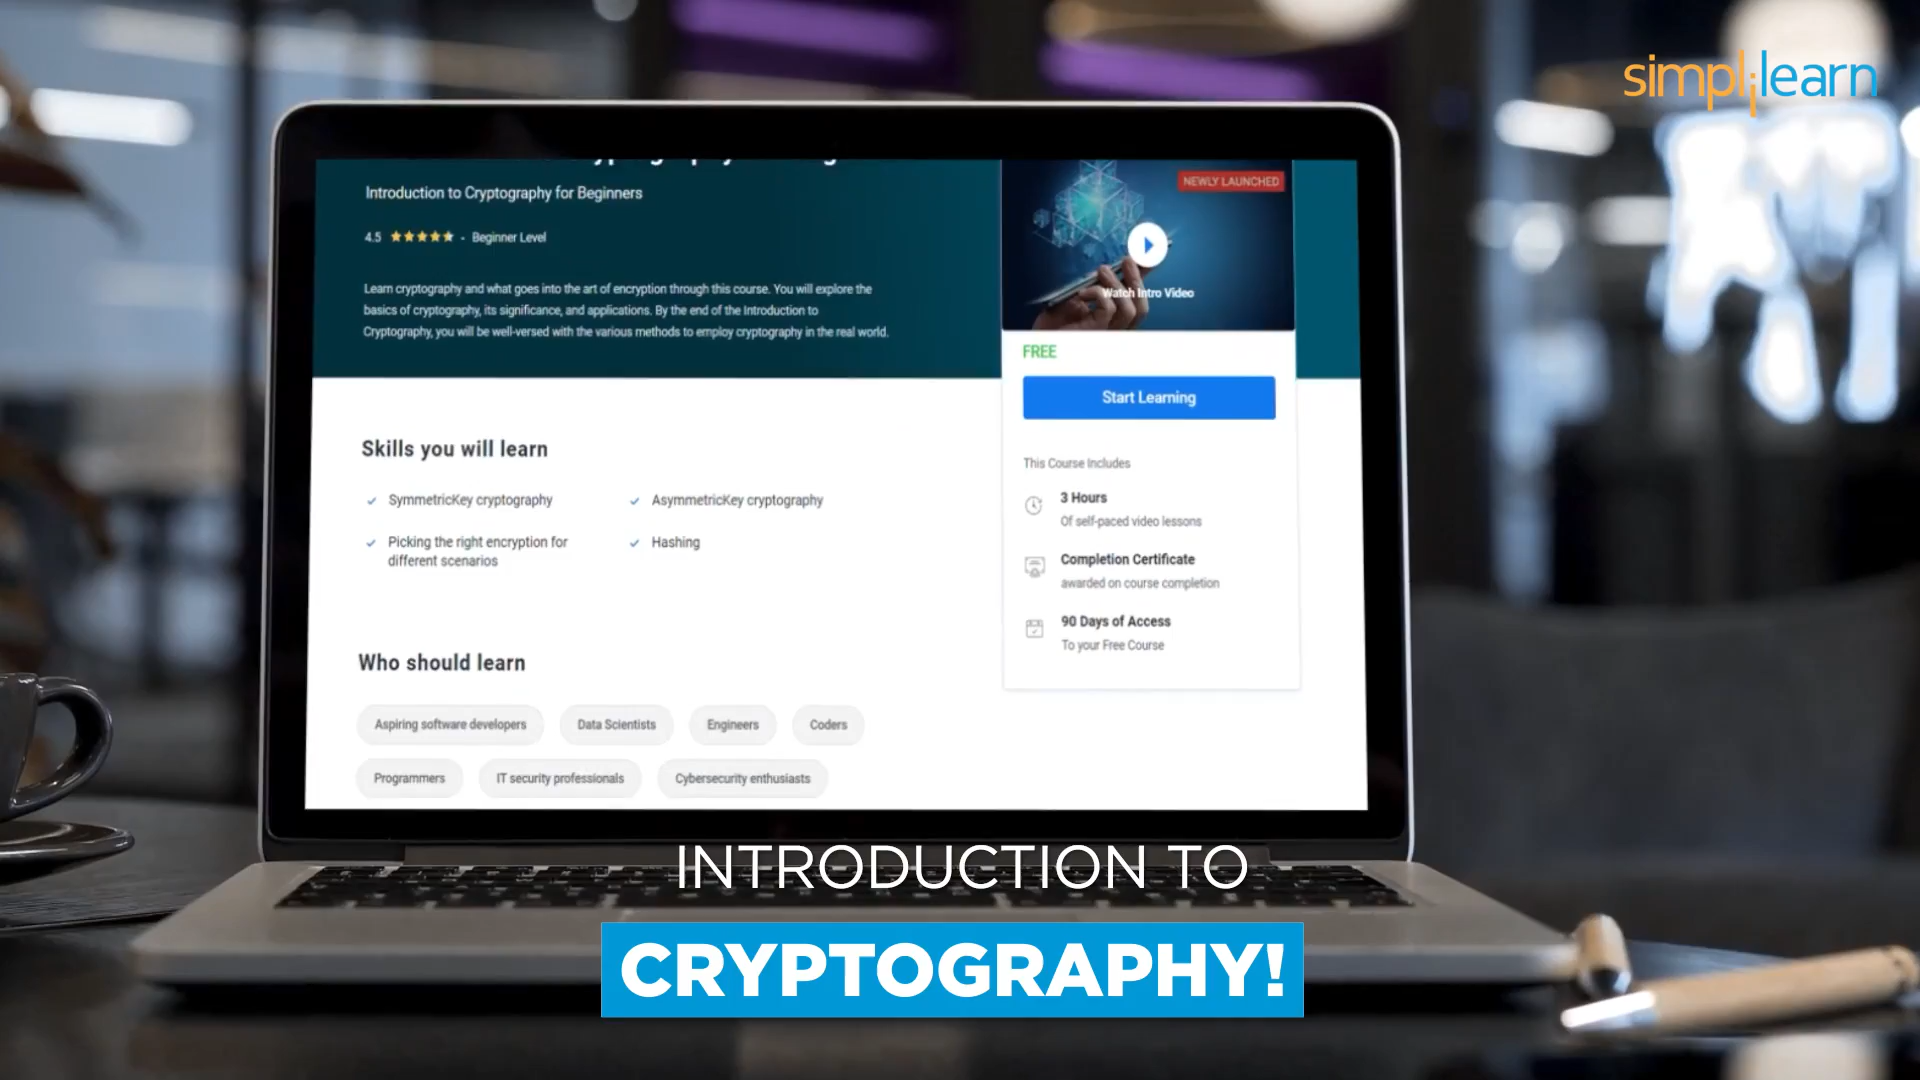 simplilearn
Introduction to Cryptography for Beginners
NEWLY LAUNCHED
4.5 ★★★★★ - Beginner Level
Learn cryptography and what goes into the art of encryption through this course. You will explore the
basics of cryptography, its significance, and applications. By the end of the Introduction to
Cryptography, you will be well-versed with the various methods to employ cryptography in the real world.
Watch Intro Video
FREE
Start Learning
Skills you will learn
SymmetricKey cryptography
AsymmetricKey cryptography
Picking the right encryption for
different scenarios
Hashing
This Course Includes
3 Hours
Of self-paced video lessons
Completion Certificate
awarded on course completion
90 Days of Access
To your Free Course
Who should learn
Aspiring software developers
Data Scientists
Engineers
Coders
Programmers
IT security professionals
Cybersecurity enthusiasts
INTRODUCTION TO
CRYPTOGRAPHY!